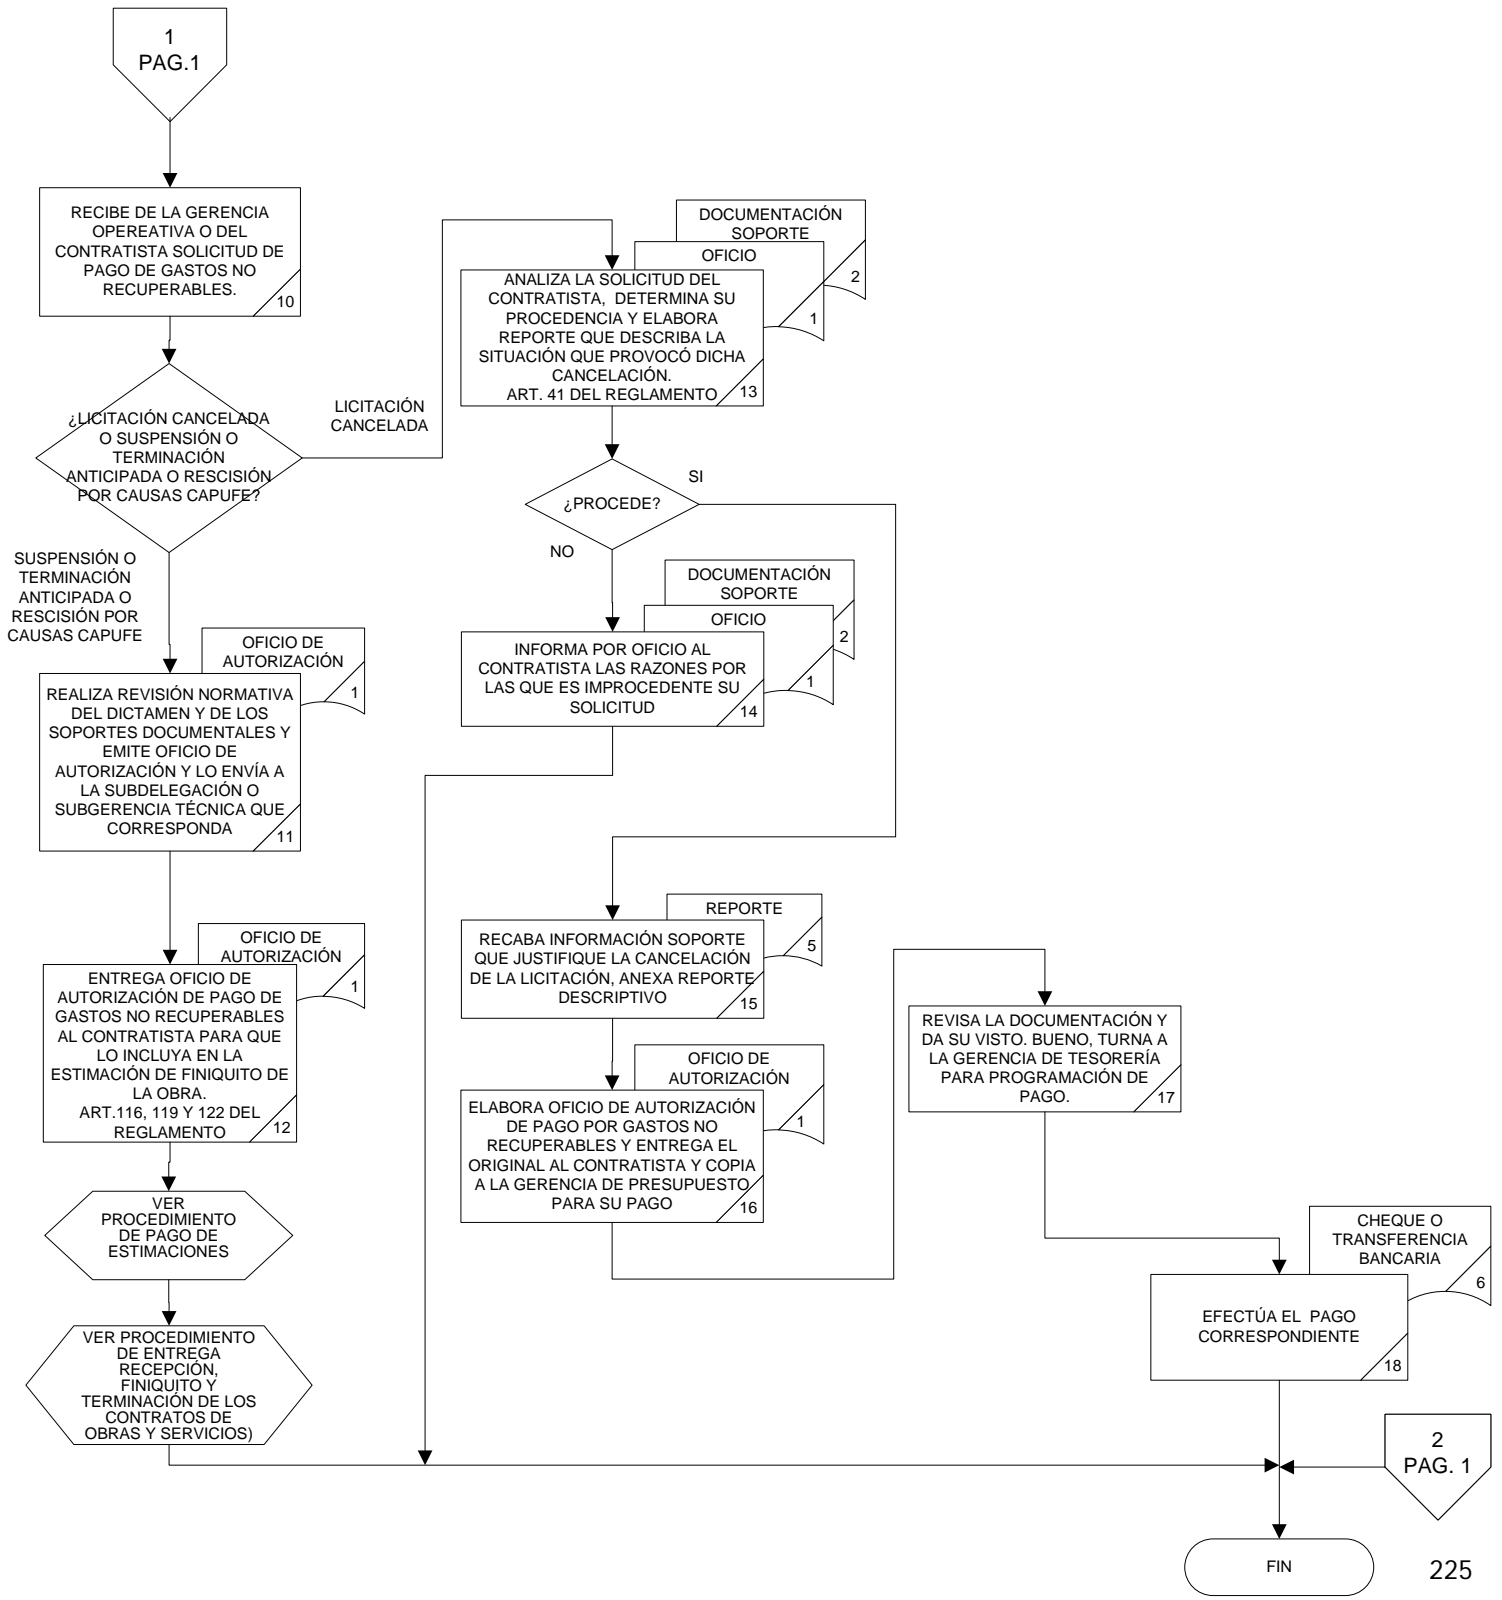 1
PAG.1
RECIBE DE LA GERENCIA
OPEREATIVA O DEL
CONTRATISTA SOLICITUD DE
PAGO DE GASTOS NO
RECUPERABLES.
10
¿LICITACIÓN CANCELADA
O SUSPENSIÓN O
TERMINACIÓN
ANTICIPADA O RESCISIÓN
POR CAUSAS CAPUFE?
LICITACIÓN
CANCELADA
SUSPENSIÓN O
TERMINACIÓN
ANTICIPADA O
RESCISIÓN POR
CAUSAS CAPUFE
OFICIO DE
AUTORIZACIÓN
1
REALIZA REVISIÓN NORMATIVA
DEL DICTAMEN Y DE LOS
SOPORTES DOCUMENTALES Y
EMITE OFICIO DE
AUTORIZACIÓN Y LO ENVÍA A
LA SUBDELEGACIÓN O
SUBGERENCIA TÉCNICA QUE
CORRESPONDA
11
OFICIO DE
AUTORIZACIÓN
1
ENTREGA OFICIO DE
AUTORIZACIÓN DE PAGO DE
GASTOS NO RECUPERABLES
AL CONTRATISTA PARA QUE
LO INCLUYA EN LA
ESTIMACIÓN DE FINIQUITO DE
LA OBRA.
ART.116, 119 Y 122 DEL
REGLAMENTO
12
VER
PROCEDIMIENTO
DE PAGO DE
ESTIMACIONES
VER PROCEDIMIENTO
DE ENTREGA
RECEPCIÓN,
FINIQUITO Y
TERMINACIÓN DE LOS
CONTRATOS DE
OBRAS Y SERVICIOS)
DOCUMENTACIÓN
SOPORTE
2
OFICIO
1
ANALIZA LA SOLICITUD DEL
CONTRATISTA, DETERMINA SU
PROCEDENCIA Y ELABORA
REPORTE QUE DESCRIBA LA
SITUACIÓN QUE PROVOCÓ DICHA
CANCELACIÓN.
ART. 41 DEL REGLAMENTO
13
¿PROCEDE?
SI
NO
DOCUMENTACIÓN
SOPORTE
2
OFICIO
1
INFORMA POR OFICIO AL
CONTRATISTA LAS RAZONES POR
LAS QUE ES IMPROCEDENTE SU
SOLICITUD
14
REPORTE
5
RECABA INFORMACIÓN SOPORTE
QUE JUSTIFIQUE LA CANCELACIÓN
DE LA LICITACIÓN, ANEXA REPORTE
DESCRIPTIVO
15
OFICIO DE
AUTORIZACIÓN
1
ELABORA OFICIO DE AUTORIZACIÓN
DE PAGO POR GASTOS NO
RECUPERABLES Y ENTREGA EL
ORIGINAL AL CONTRATISTA Y COPIA
A LA GERENCIA DE PRESUPUESTO
PARA SU PAGO
16
REVISA LA DOCUMENTACIÓN Y
DA SU VISTO. BUENO, TURNA A
LA GERENCIA DE TESORERÍA
PARA PROGRAMACIÓN DE
PAGO.
17
CHEQUE O
TRANSFERENCIA
BANCARIA
6
EFECTÚA EL PAGO
CORRESPONDIENTE
18
2
PAG. 1
FIN
225